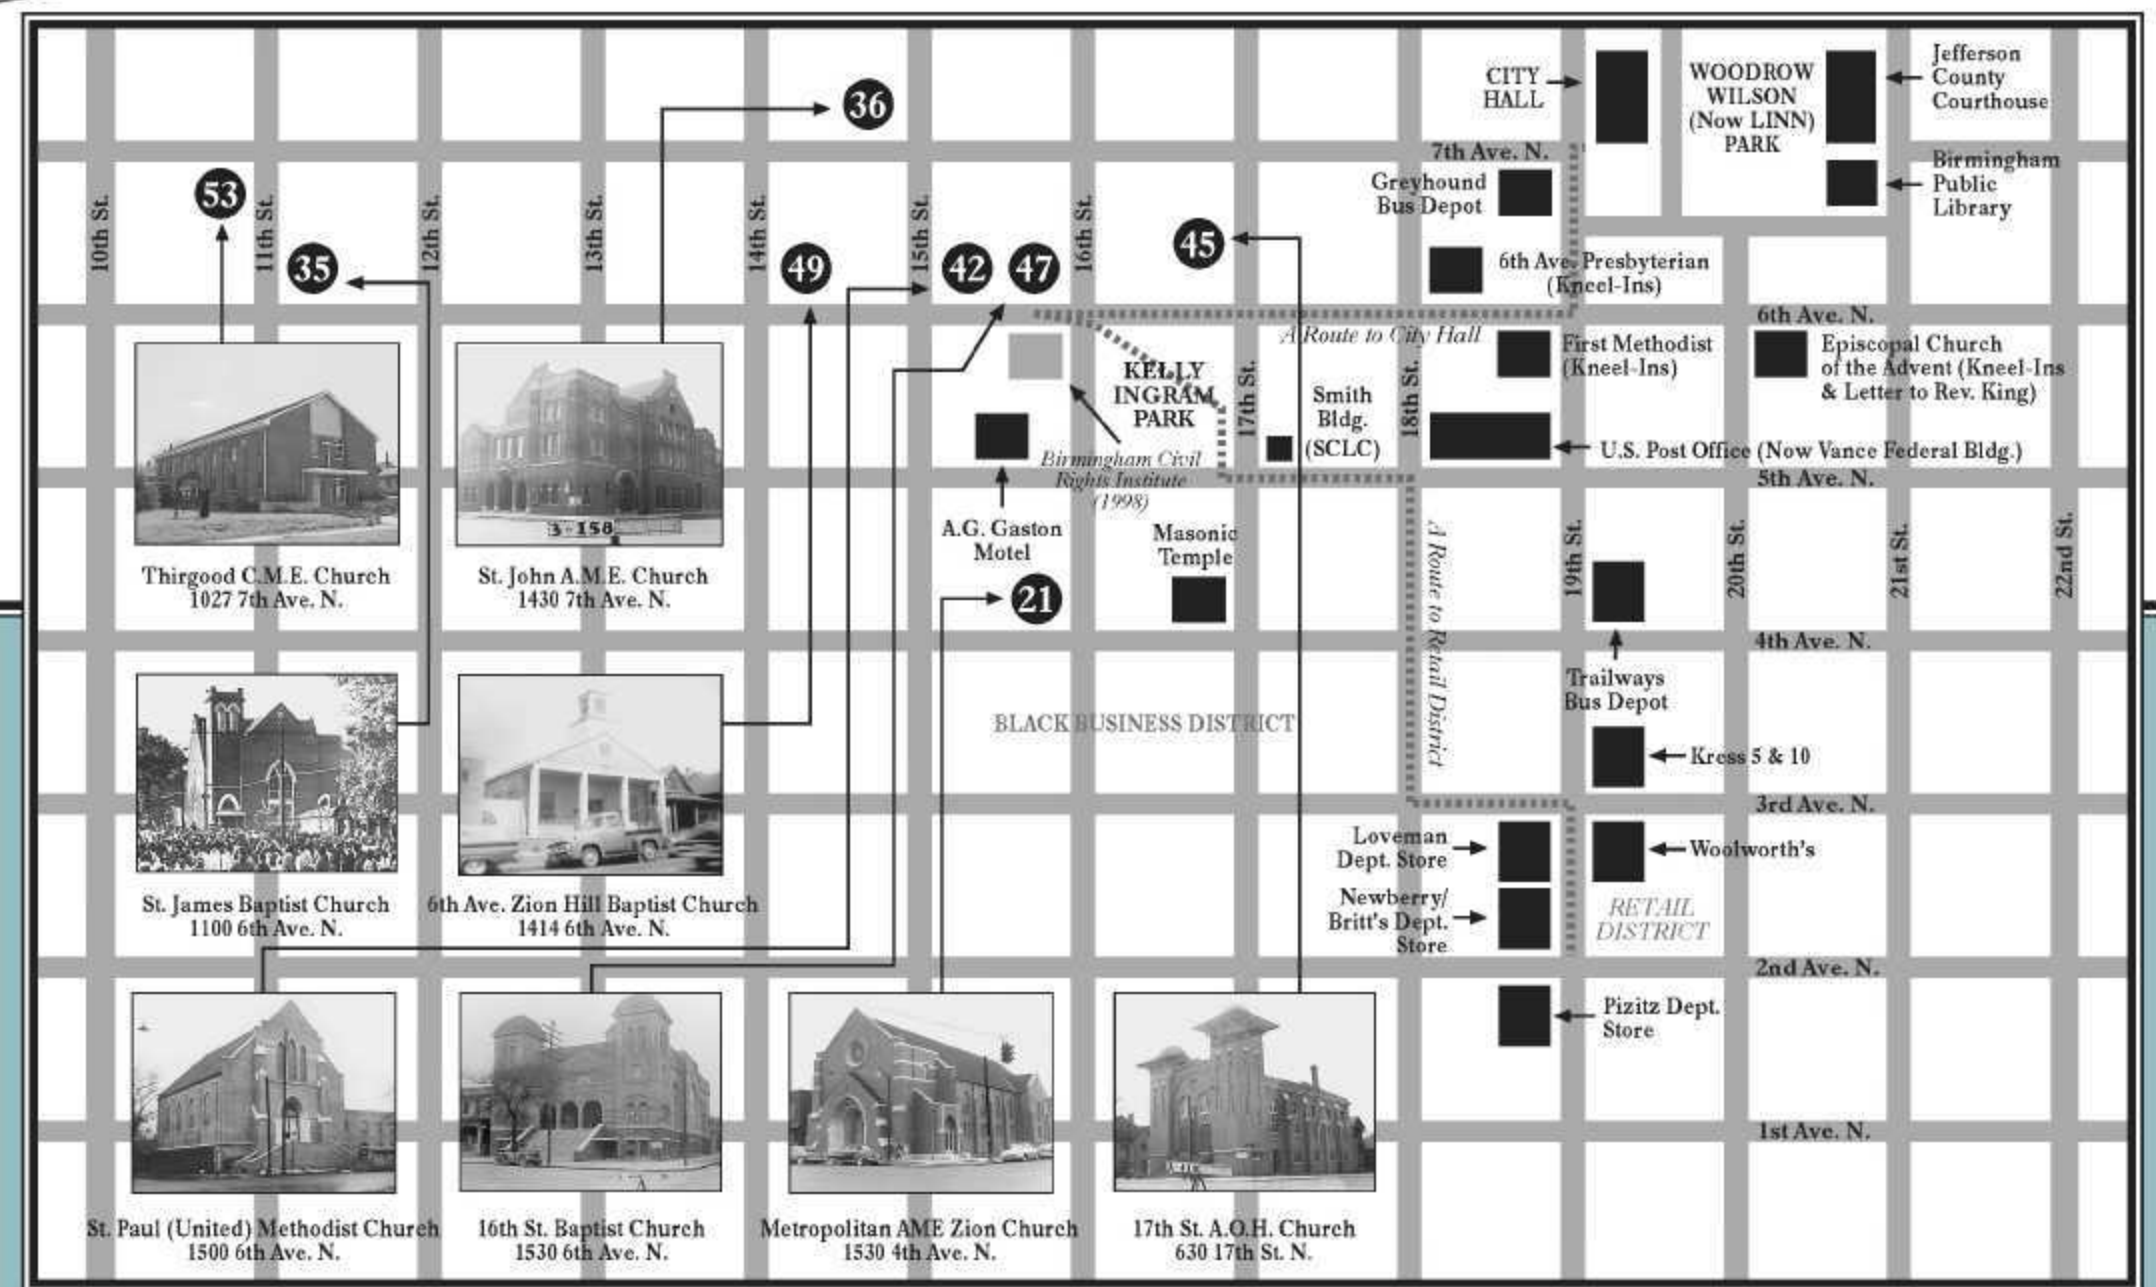 36
53
35
49
42
47
45
10th St.
11th St.
12th St.
13th St.
14th St.
15th St.
16th St.
CITY
HALL
WOODROW
WILSON
(Now LINN)
PARK
Jefferson
County
Courthouse
7th Ave. N.
Greyhound
Bus Depot
Birmingham
Public
Library
6th Ave. Presbyterian
(Kneel-Ins)
6th Ave. N.
A Route to City Hall
First Methodist
(Kneel-Ins)
Episcopal Church
of the Advent (Kneel-Ins
& Letter to Rev. King)
KELLY
INGRAM
PARK
17th St.
Smith
Bldg.
(SCLC)
18th St.
U.S. Post Office (Now Vance Federal Bldg.)
5th Ave. N.
Birmingham Civil
Rights Institute
(1998)
A.G. Gaston
Motel
Masonic
Temple
21
A Route to Retail District
19th St.
20th St.
21st St.
22nd St.
3-158
Thirgood C.M.E. Church
1027 7th Ave. N.
St. John A.M.E. Church
1430 7th Ave. N.
4th Ave. N.
Trailways
Bus Depot
BLACK BUSINESS DISTRICT
Kress 5 & 10
3rd Ave. N.
Loveman
Dept. Store
Woolworth's
Newberry/
Britt's Dept.
Store
RETAIL
DISTRICT
St. James Baptist Church
1100 6th Ave. N.
6th Ave. Zion Hill Baptist Church
1414 6th Ave. N.
2nd Ave. N.
Pizitz Dept.
Store
1st Ave. N.
St. Paul (United) Methodist Church
1500 6th Ave. N.
16th St. Baptist Church
1530 6th Ave. N.
Metropolitan AME Zion Church
1530 4th Ave. N.
17th St. A.O.H. Church
630 17th St. N.